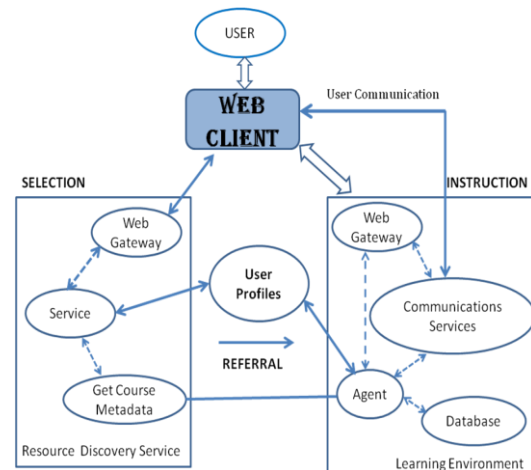 USER
User Communication
WEB
CLIENT
SELECTION
INSTRUCTION
Web
Gateway
Web
Gateway
User
Profiles
Service
Communications
Services
REFERRAL
Get Course
Metadata
Agent
Database
Resource Discovery Service
Learning Environment